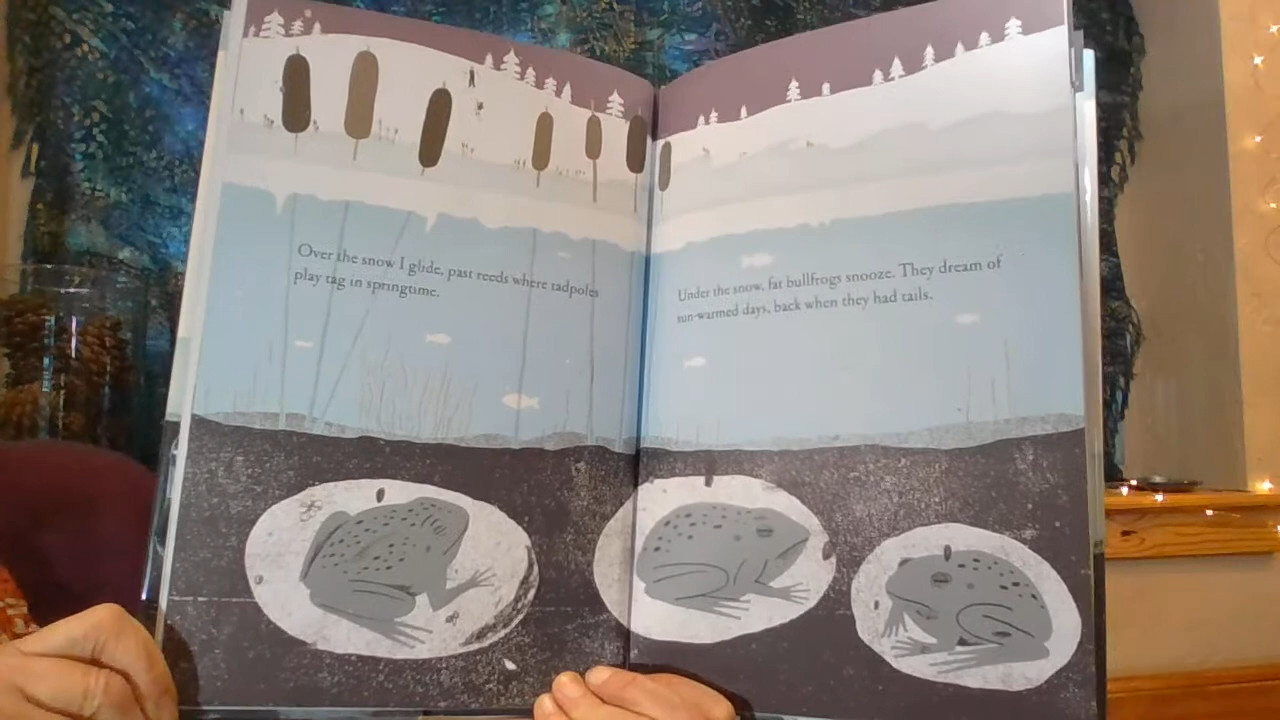 Over the snow I glide, past reeds where tadpoles
play tag in springtime.
Under the snow, fat bullfrogs snooze. They dream of
sun-warmed days, back when they had tails.